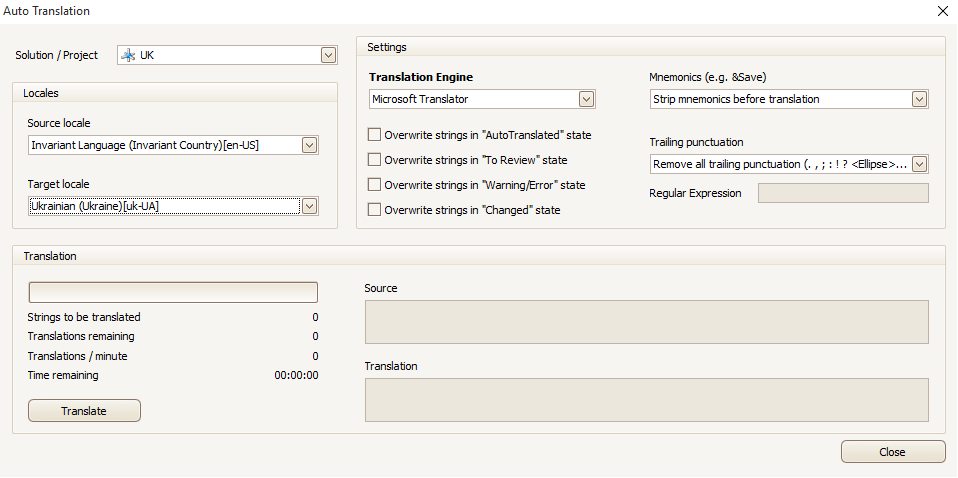 Auto Translation
Solution / Project
UK
Locales
Source locale
Invariant Language (Invariant Country)[en-US]
Target locale
Ukrainian (Ukraine)[uk-UA]
Settings
Translation Engine
Microsoft Translator
Overwrite strings in "AutoTranslated" state
Overwrite strings in "To Review" state
Overwrite strings in "Warning/Error" state
Overwrite strings in "Changed" state
Mnemonics (e.g. &Save)
Strip mnemonics before translation
Trailing punctuation
Remove all trailing punctuation (. , ; : ! ? <Ellipse>...
Regular Expression
Translation
Strings to be translated 0
Translations remaining 0
Translations / minute 0
Time remaining 00:00:00
Translate
Source
Translation
Close